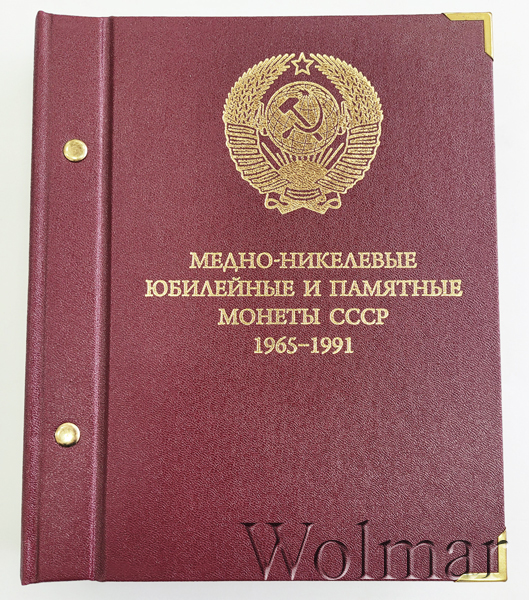 МЕДНО-НИКЕЛЕВЫЕ
ЮБИЛЕЙНЫЕ И ПАМЯТНЫЕ
МОНЕТЫ СССР
1965–1991
Wolmar